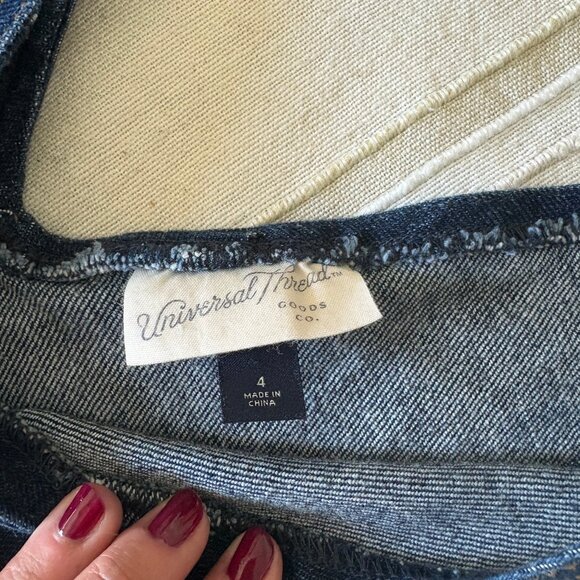 Universal Thread™
GOODS
CO.
4
MADE IN
CHINA